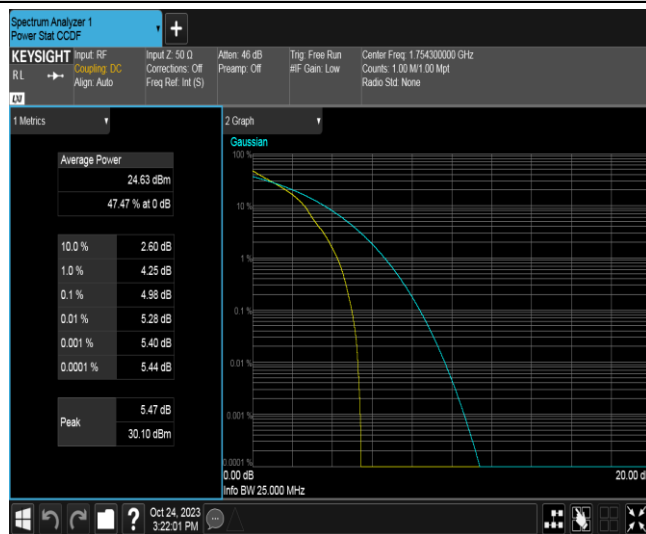 Spectrum Analyzer 1
Power Stat CCDF
+
KEYSIGHT
RL
LXI
Input: RF
Coupling: DC
Align: Auto
Input Z: 50 Ω
Corrections: Off
Freq Ref: Int (S)
Atten: 46 dB
Preamp: Off
Trig: Free Run
#IF Gain: Low
Center Freq: 1.754300000 GHz
Counts: 1.00 M/1.00 Mpt
Radio Std: None
1 Metrics
Average Power
24.63 dBm
47.47 % at 0 dB
10.0 % 2.60 dB
1.0 % 4.25 dB
0.1 % 4.98 dB
0.01 % 5.28 dB
0.001 % 5.40 dB
0.0001 % 5.44 dB
Peak
5.47 dB
30.10 dBm
2 Graph
Gaussian
100 %
10 %
1 %
0.1 %
0.01 %
0.001 %
0.0001 %
0.00 dB
20.00 d
Info BW 25.000 MHz
?
Oct 24, 2023
3:22:01 PM